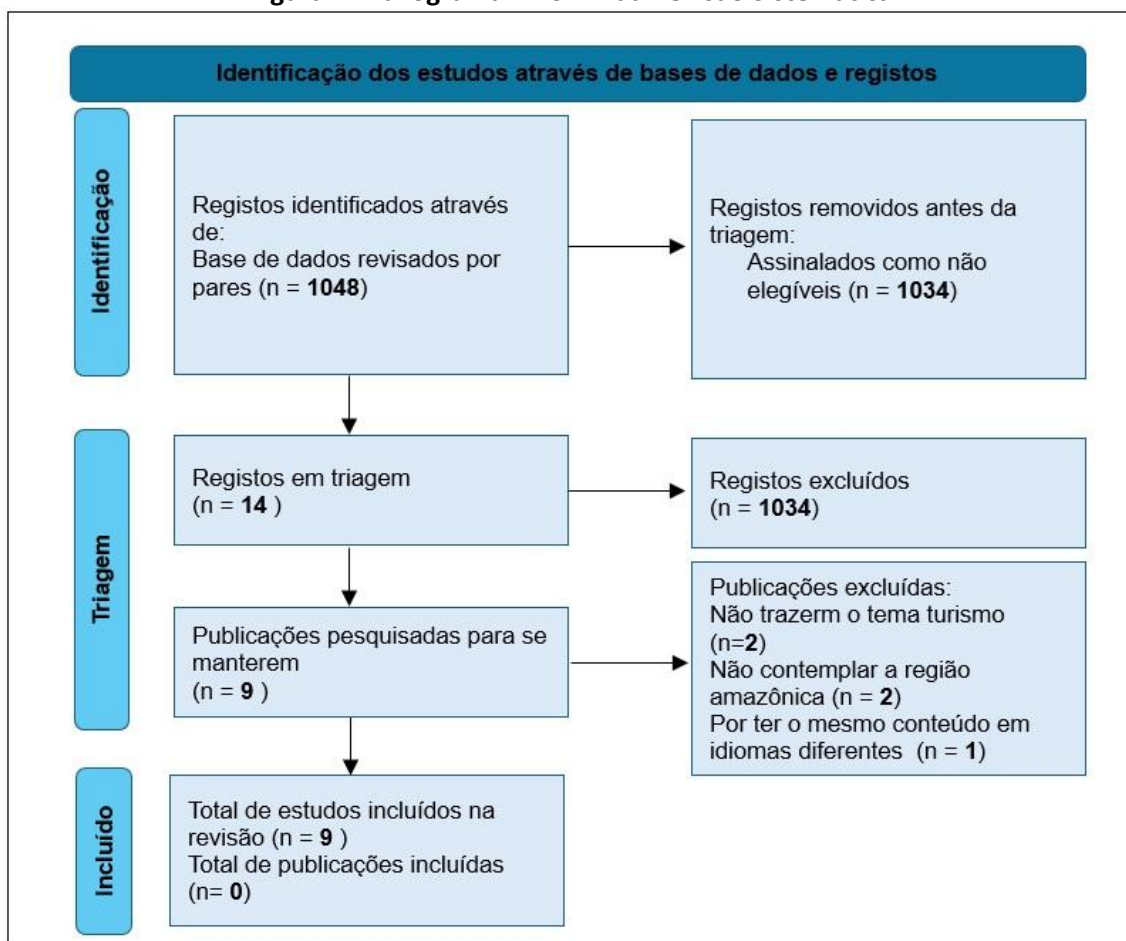 Identificação dos estudos através de bases de dados e registos
Identificação
Registos identificados através
de:
Base de dados revisados por
pares (n = 1048)
Registos removidos antes da
triagem:
Assinalados como não
elegíveis (n = 1034)
Triagem
Registos em triagem
(n = 14 )
Registos excluídos
(n = 1034)
Publicações pesquisadas para se
manterem
(n = 9 )
Publicações excluídas:
Não trazerm o tema turismo
(n=2)
Não contemplar a região
amazônica (n = 2)
Por ter o mesmo conteúdo em
idiomas diferentes (n = 1)
Incluído
Total de estudos incluídos na
revisão (n = 9 )
Total de publicações incluídas
(n= 0)